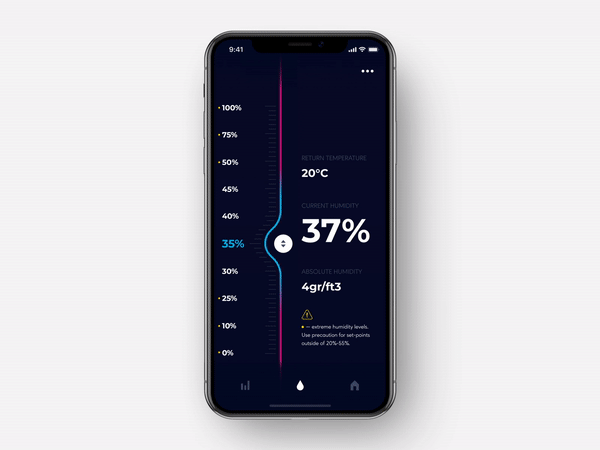 9:41
100%
75%
50%
45%
40%
35%
30%
25%
10%
0%
RETURN TEMPERATURE
20°C
CURRENT HUMIDITY
37%
ABSOLUTE HUMIDITY
4gr/ft3
— extreme humidity levels.
Use precaution for set-points
outside of 20%-55%.